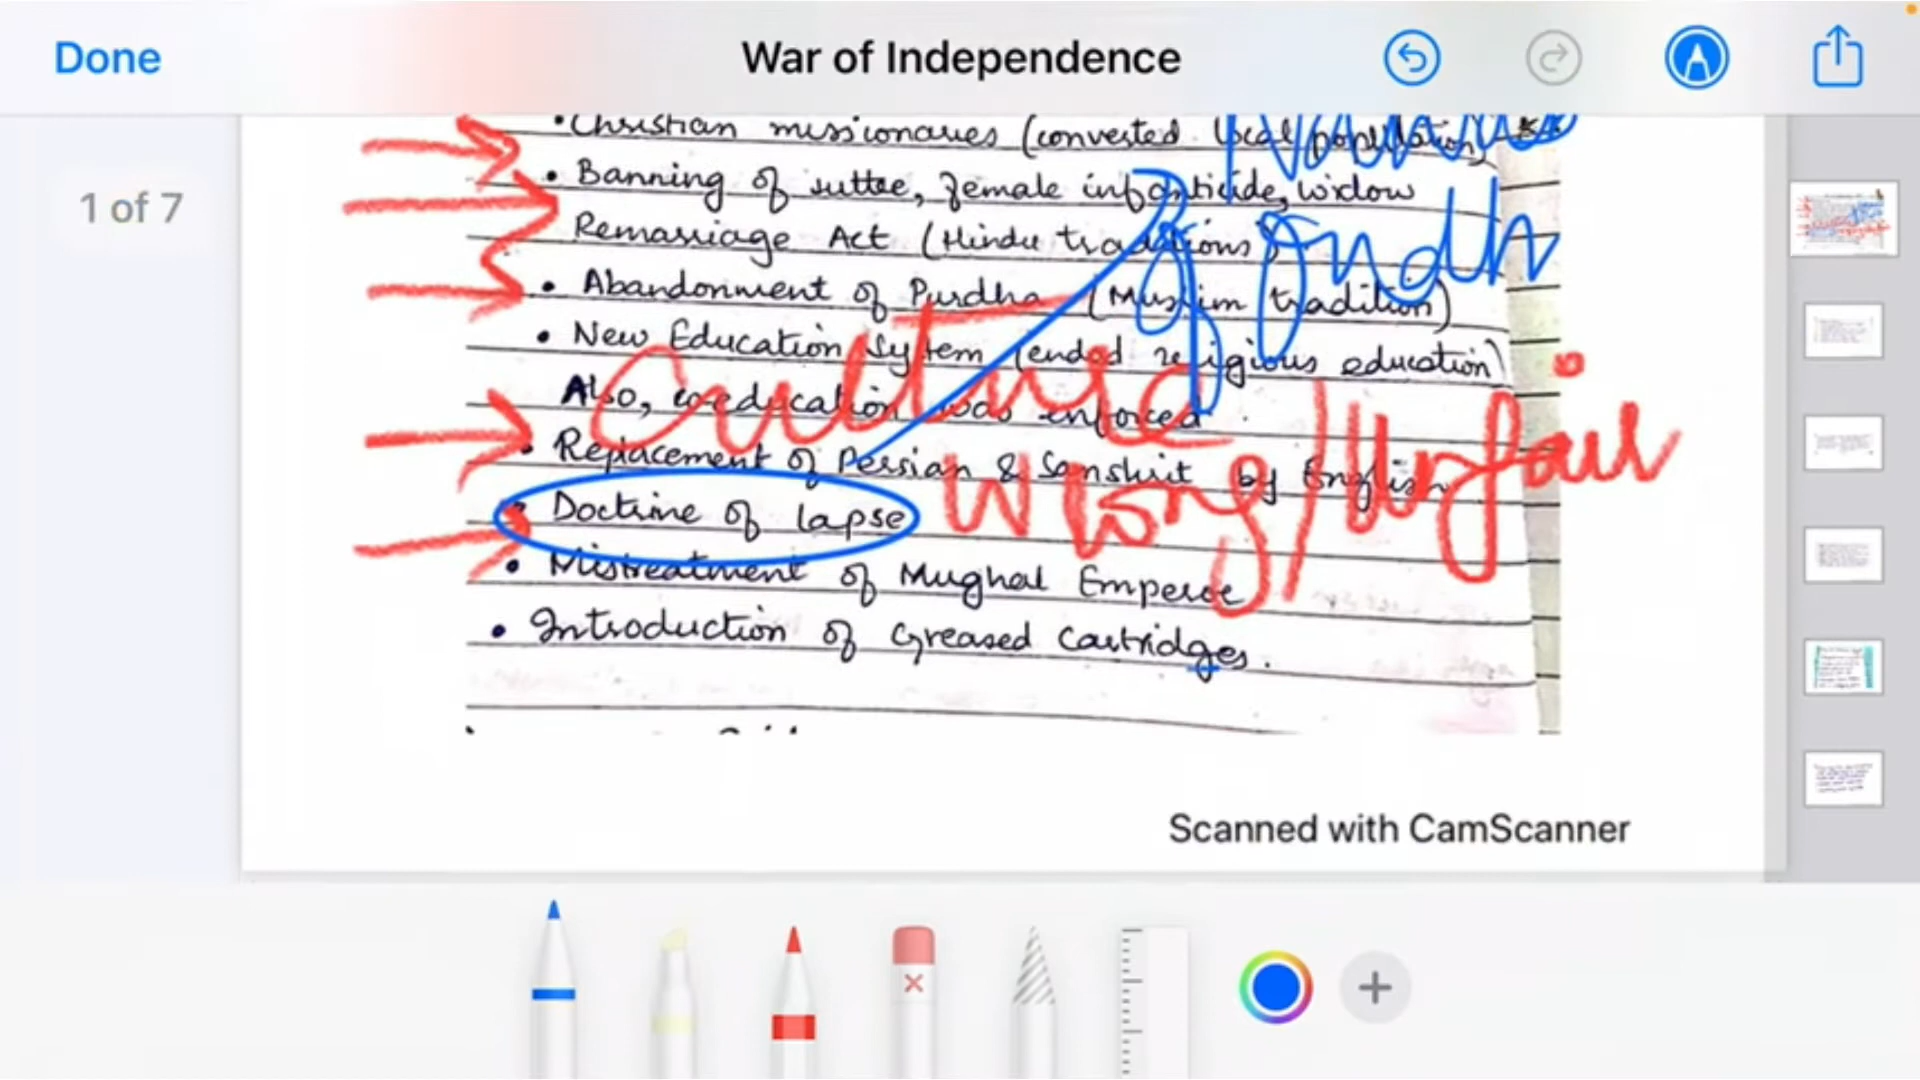 Done
War of Independence
1 of 7
• Christian missionaries (converted local population)
• Banning of suttee, female infanticide, widow
Remarriage Act (Hindu traditions)
• Abandonment of Purdha (Muslim tradition)
• New Education System (ended religious education)
Also, co-education was enforced.
• Replacement of Persian & Sanskrit by English
• Doctrine of lapse
• Mistreatment of Mughal Emperor
• Introduction of Greased Cartridges.
Culture
Wrong/Unfair
of
Scanned with CamScanner